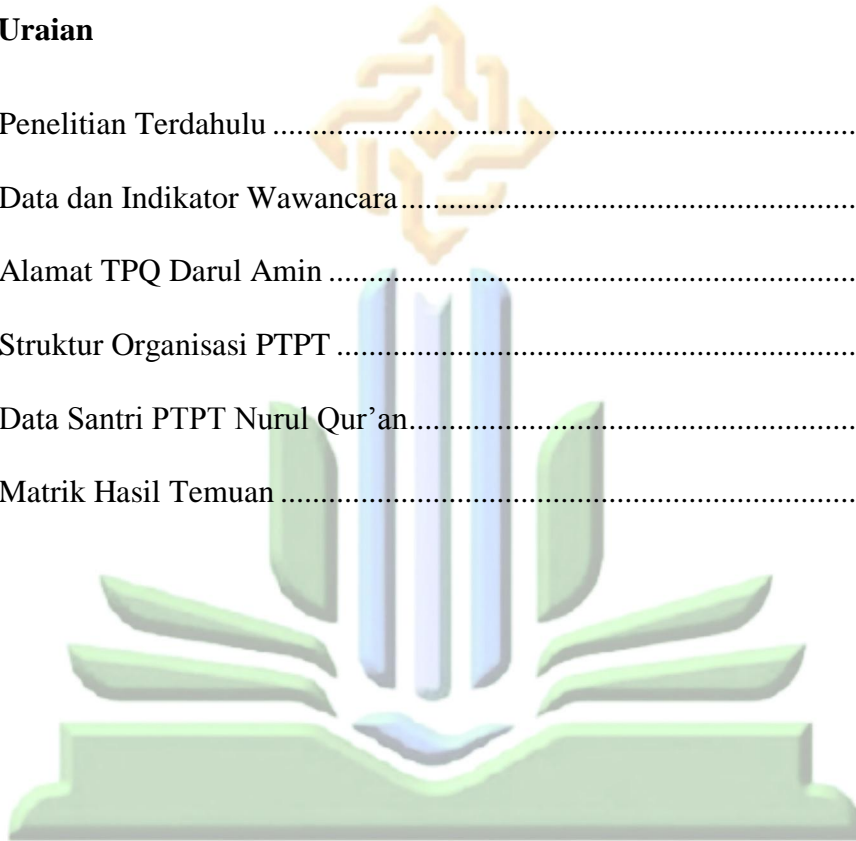 Uraian
Penelitian Terdahulu ..........................................................................
Data dan Indikator Wawancara..........................................................
Alamat TPQ Darul Amin ...................................................................
Struktur Organisasi PTPT ..................................................................
Data Santri PTPT Nurul Qur’an.........................................................
Matrik Hasil Temuan .........................................................................